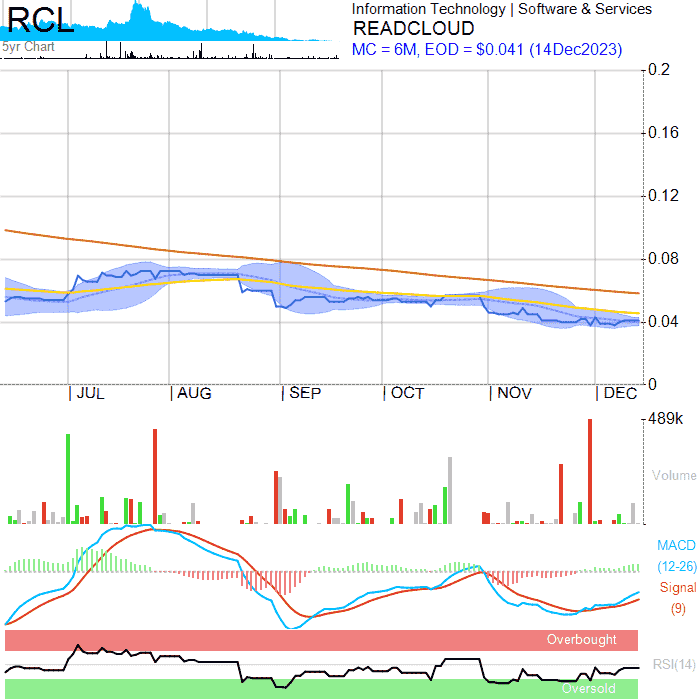 RCL
5yr Chart
Information Technology | Software & Services
READCLOUD
MC = 6M, EOD = $0.041 (14Dec2023)
0.2
0.16
0.12
0.08
0.04
0
| JUL | AUG | SEP | OCT | NOV | DEC
489k
Volume
MACD
(12-26)
Signal
(9)
Overbought
RSI(14)
Oversold